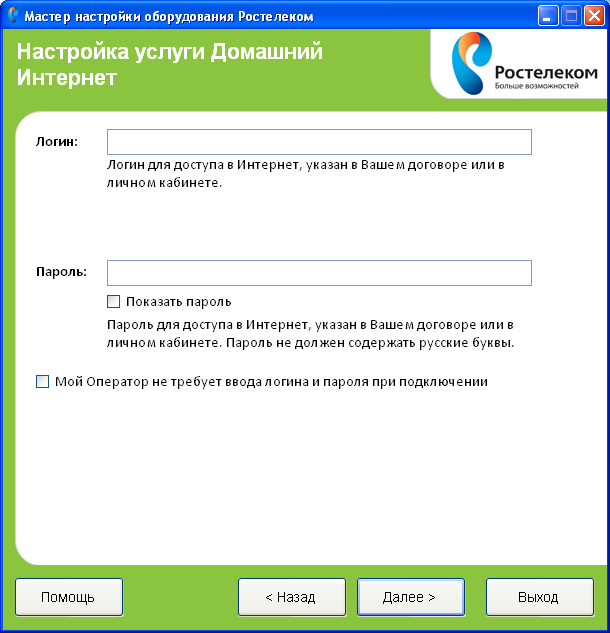 Мастер настройки оборудования Ростелеком
Настройка услуги Домашний
Интернет
Ростелеком
Больше возможностей
Логин:
Логин для доступа в Интернет, указан в Вашем договоре или в
личном кабинете.
Пароль:
Показать пароль
Пароль для доступа в Интернет, указан в Вашем договоре или в
личном кабинете. Пароль не должен содержать русские буквы.
Мой Оператор не требует ввода логина и пароля при подключении
Помощь
< Назад
Далее >
Выход